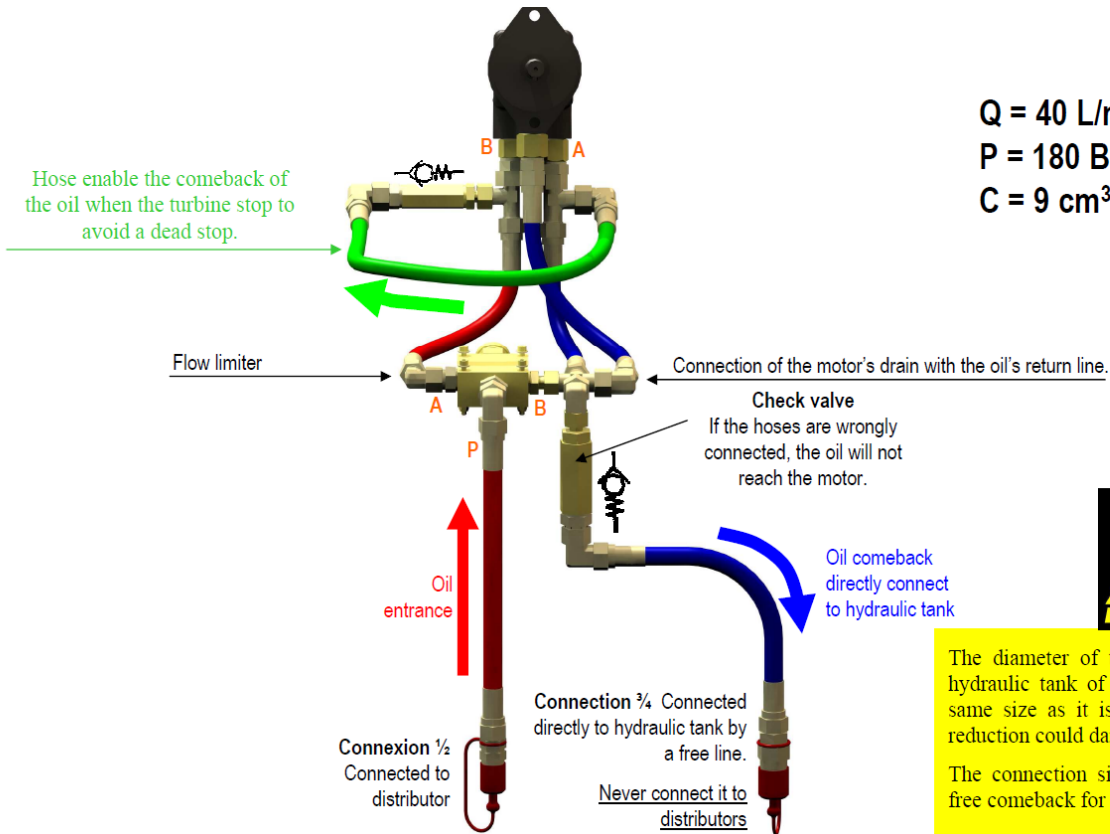 B
A
Q = 40 L/
P = 180 B
C = 9 cm³
Hose enable the comeback of
the oil when the turbine stop to
avoid a dead stop.
Flow limiter
Connection of the motor's drain with the oil's return line.
A
B
P
Check valve
If the hoses are wrongly
connected, the oil will not
reach the motor.
Oil
entrance
Oil comeback
directly connect
to hydraulic tank
Connexion ½
Connected to
distributor
Connection ¾ Connected
directly to hydraulic tank by
a free line.
Never connect it to
distributors
The diameter of
hydraulic tank of
same size as it is
reduction could da
The connection si
free comeback for